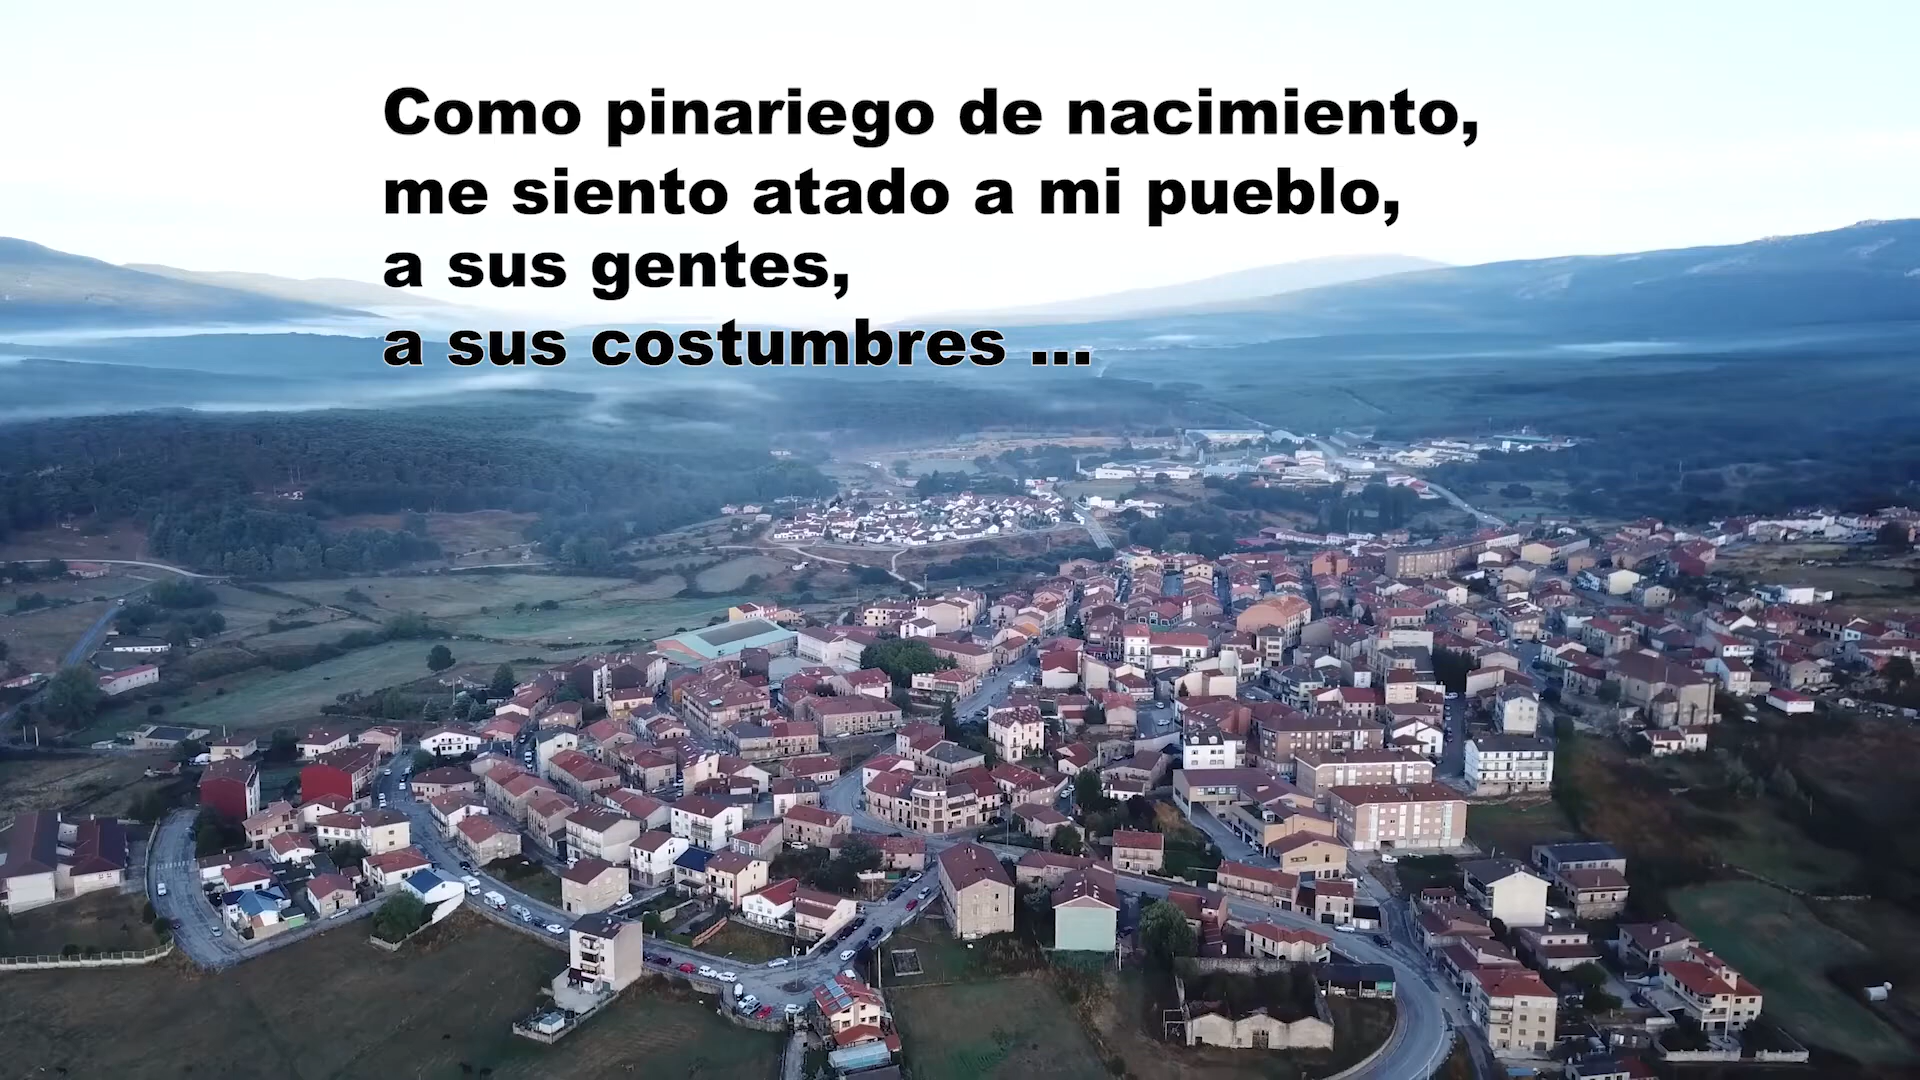 Como pinariego de nacimiento,
me siento atado a mi pueblo,
a sus gentes,
a sus costumbres ...